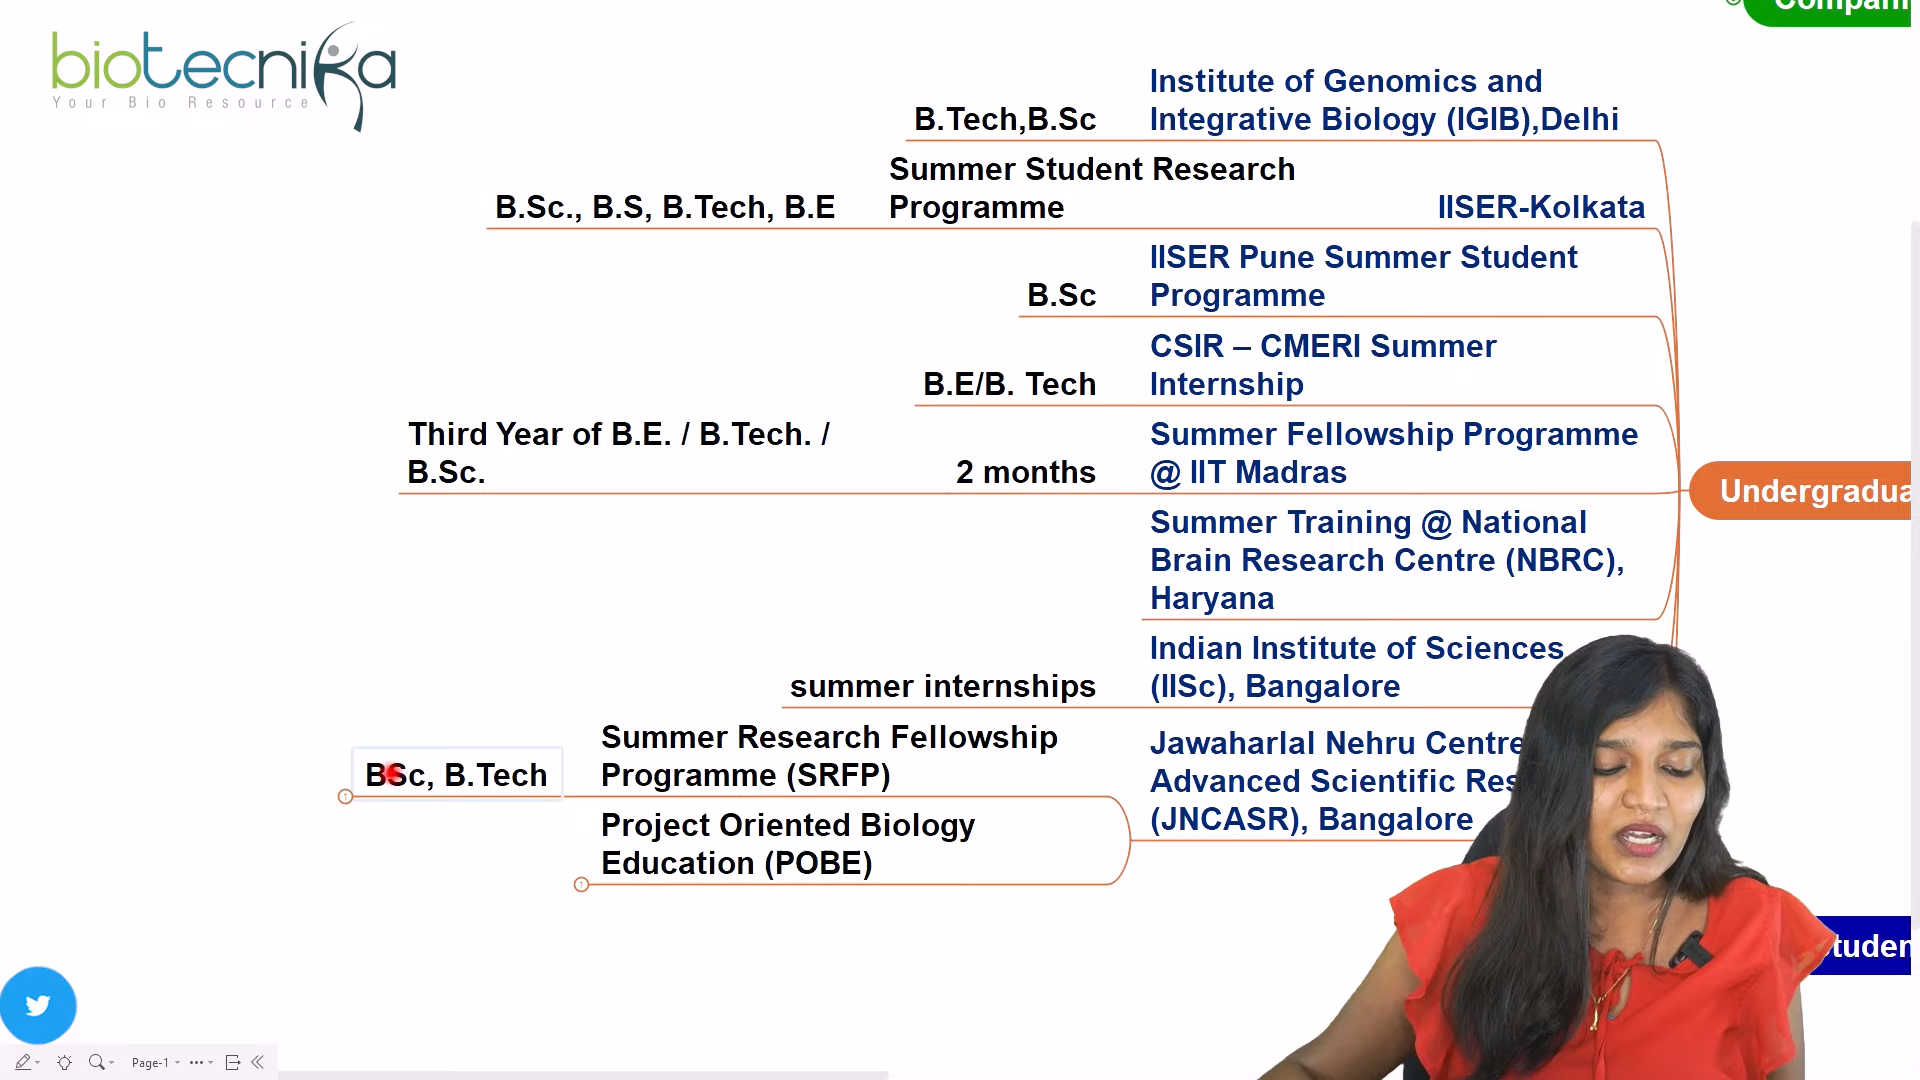 Compani
biotecnika
Your Bio Resource
Institute of Genomics and
B.Tech,B.Sc Integrative Biology (IGIB),Delhi
Summer Student Research
B.Sc., B.S, B.Tech, B.E Programme IISER-Kolkata
IISER Pune Summer Student
B.Sc Programme
CSIR – CMERI Summer
B.E/B. Tech Internship
Third Year of B.E. / B.Tech. / Summer Fellowship Programme
B.Sc. 2 months @ IIT Madras
Undergradua
Summer Training @ National
Brain Research Centre (NBRC),
Haryana
Indian Institute of Sciences
summer internships (IISc), Bangalore
Summer Research Fellowship Jawaharlal Nehru Centre
BSc, B.Tech Programme (SRFP) Advanced Scientific Res
Project Oriented Biology (JNCASR), Bangalore
Education (POBE)
tuden
Page-1